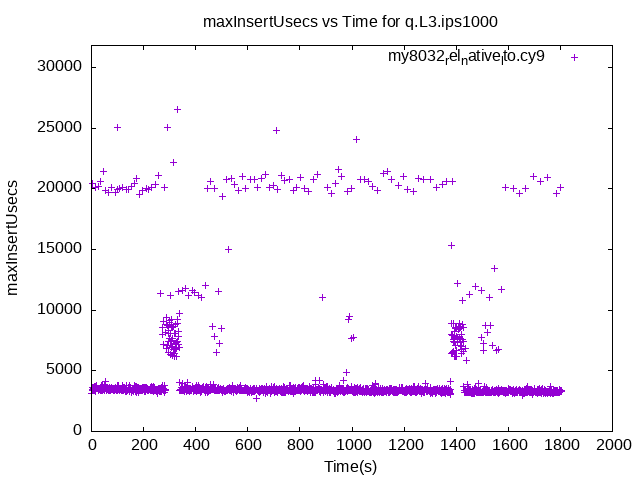 maxInsertUsecs vs Time for q.L3.ips1000
my8032relnativelto.cy9
30000
25000
20000
15000
10000
5000
0
maxInsertUsecs
0 200 400 600 800 1000 1200 1400 1600 1800 2000
Time(s)